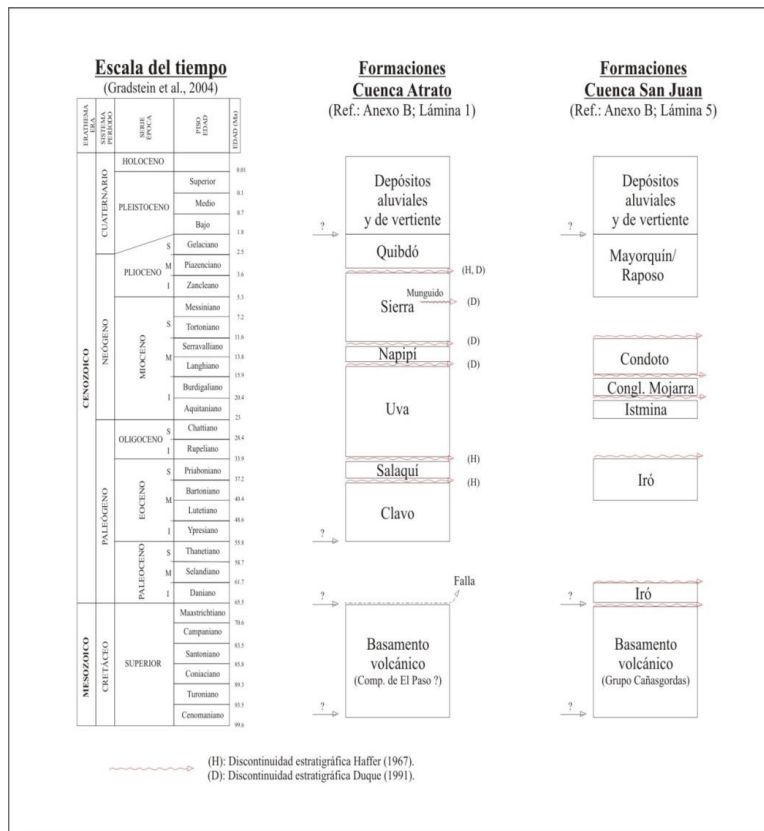 Escala del tiempo
(Gradstein et al., 2004)
ERATHEMA
ERA
SISTEMA
PERÍODO
SERIE
ÉPOCA
PISO
EDAD
EDAD (Ma)
CENOZOICO
MESOZOICO
CUATERNARIO
NEÓGENO
PALEÓGENO
CRETÁCEO
HOLOCENO
PLEISTOCENO
PLIOCENO
S
M
I
MIOCENO
S
M
I
OLIGOCENO
S
I
EOCENO
S
M
I
PALEOCENO
S
M
I
SUPERIOR
0.01
Superior
0.1
Medio
0.7
Bajo
1.8
Gelaciano
2.5
Piazenciano
3.6
Zancleano
5.3
Messiniano
7.2
Tortoniano
11.6
Serravalliano
13.8
Langhiano
15.9
Burdigaliano
20.4
Aquitaniano
23
Chattiano
28.4
Rupeliano
33.9
Priaboniano
37.2
Bartoniano
40.4
Lutetiano
48.6
Ypresiano
55.8
Thanetiano
58.7
Selandiano
61.7
Daniano
65.5
Maastrichtiano
70.6
Campaniano
83.5
Santoniano
85.8
Coniaciano
89.3
Turoniano
93.5
Cenomaniano
99.6
Formaciones
Cuenca Atrato
(Ref.: Anexo B; Lámina 1)
Depósitos
aluviales
y de vertiente
?
Quibdó
(H, D)
Munguido
(D)
Sierra
(D)
Napipí
(D)
Uva
(H)
Salaquí
(H)
Clavo
?
Falla
?
Basamento
volcánico
(Comp. de El Paso ?)
?
Formaciones
Cuenca San Juan
(Ref.: Anexo B; Lámina 5)
Depósitos
aluviales
y de vertiente
?
Mayorquín/
Raposo
Condoto
Congl. Mojarra
Istmina
Iró
?
Iró
Basamento
volcánico
(Grupo Cañasgordas)
?
(H): Discontinuidad estratigráfica Haffer (1967).
(D): Discontinuidad estratigráfica Duque (1991).